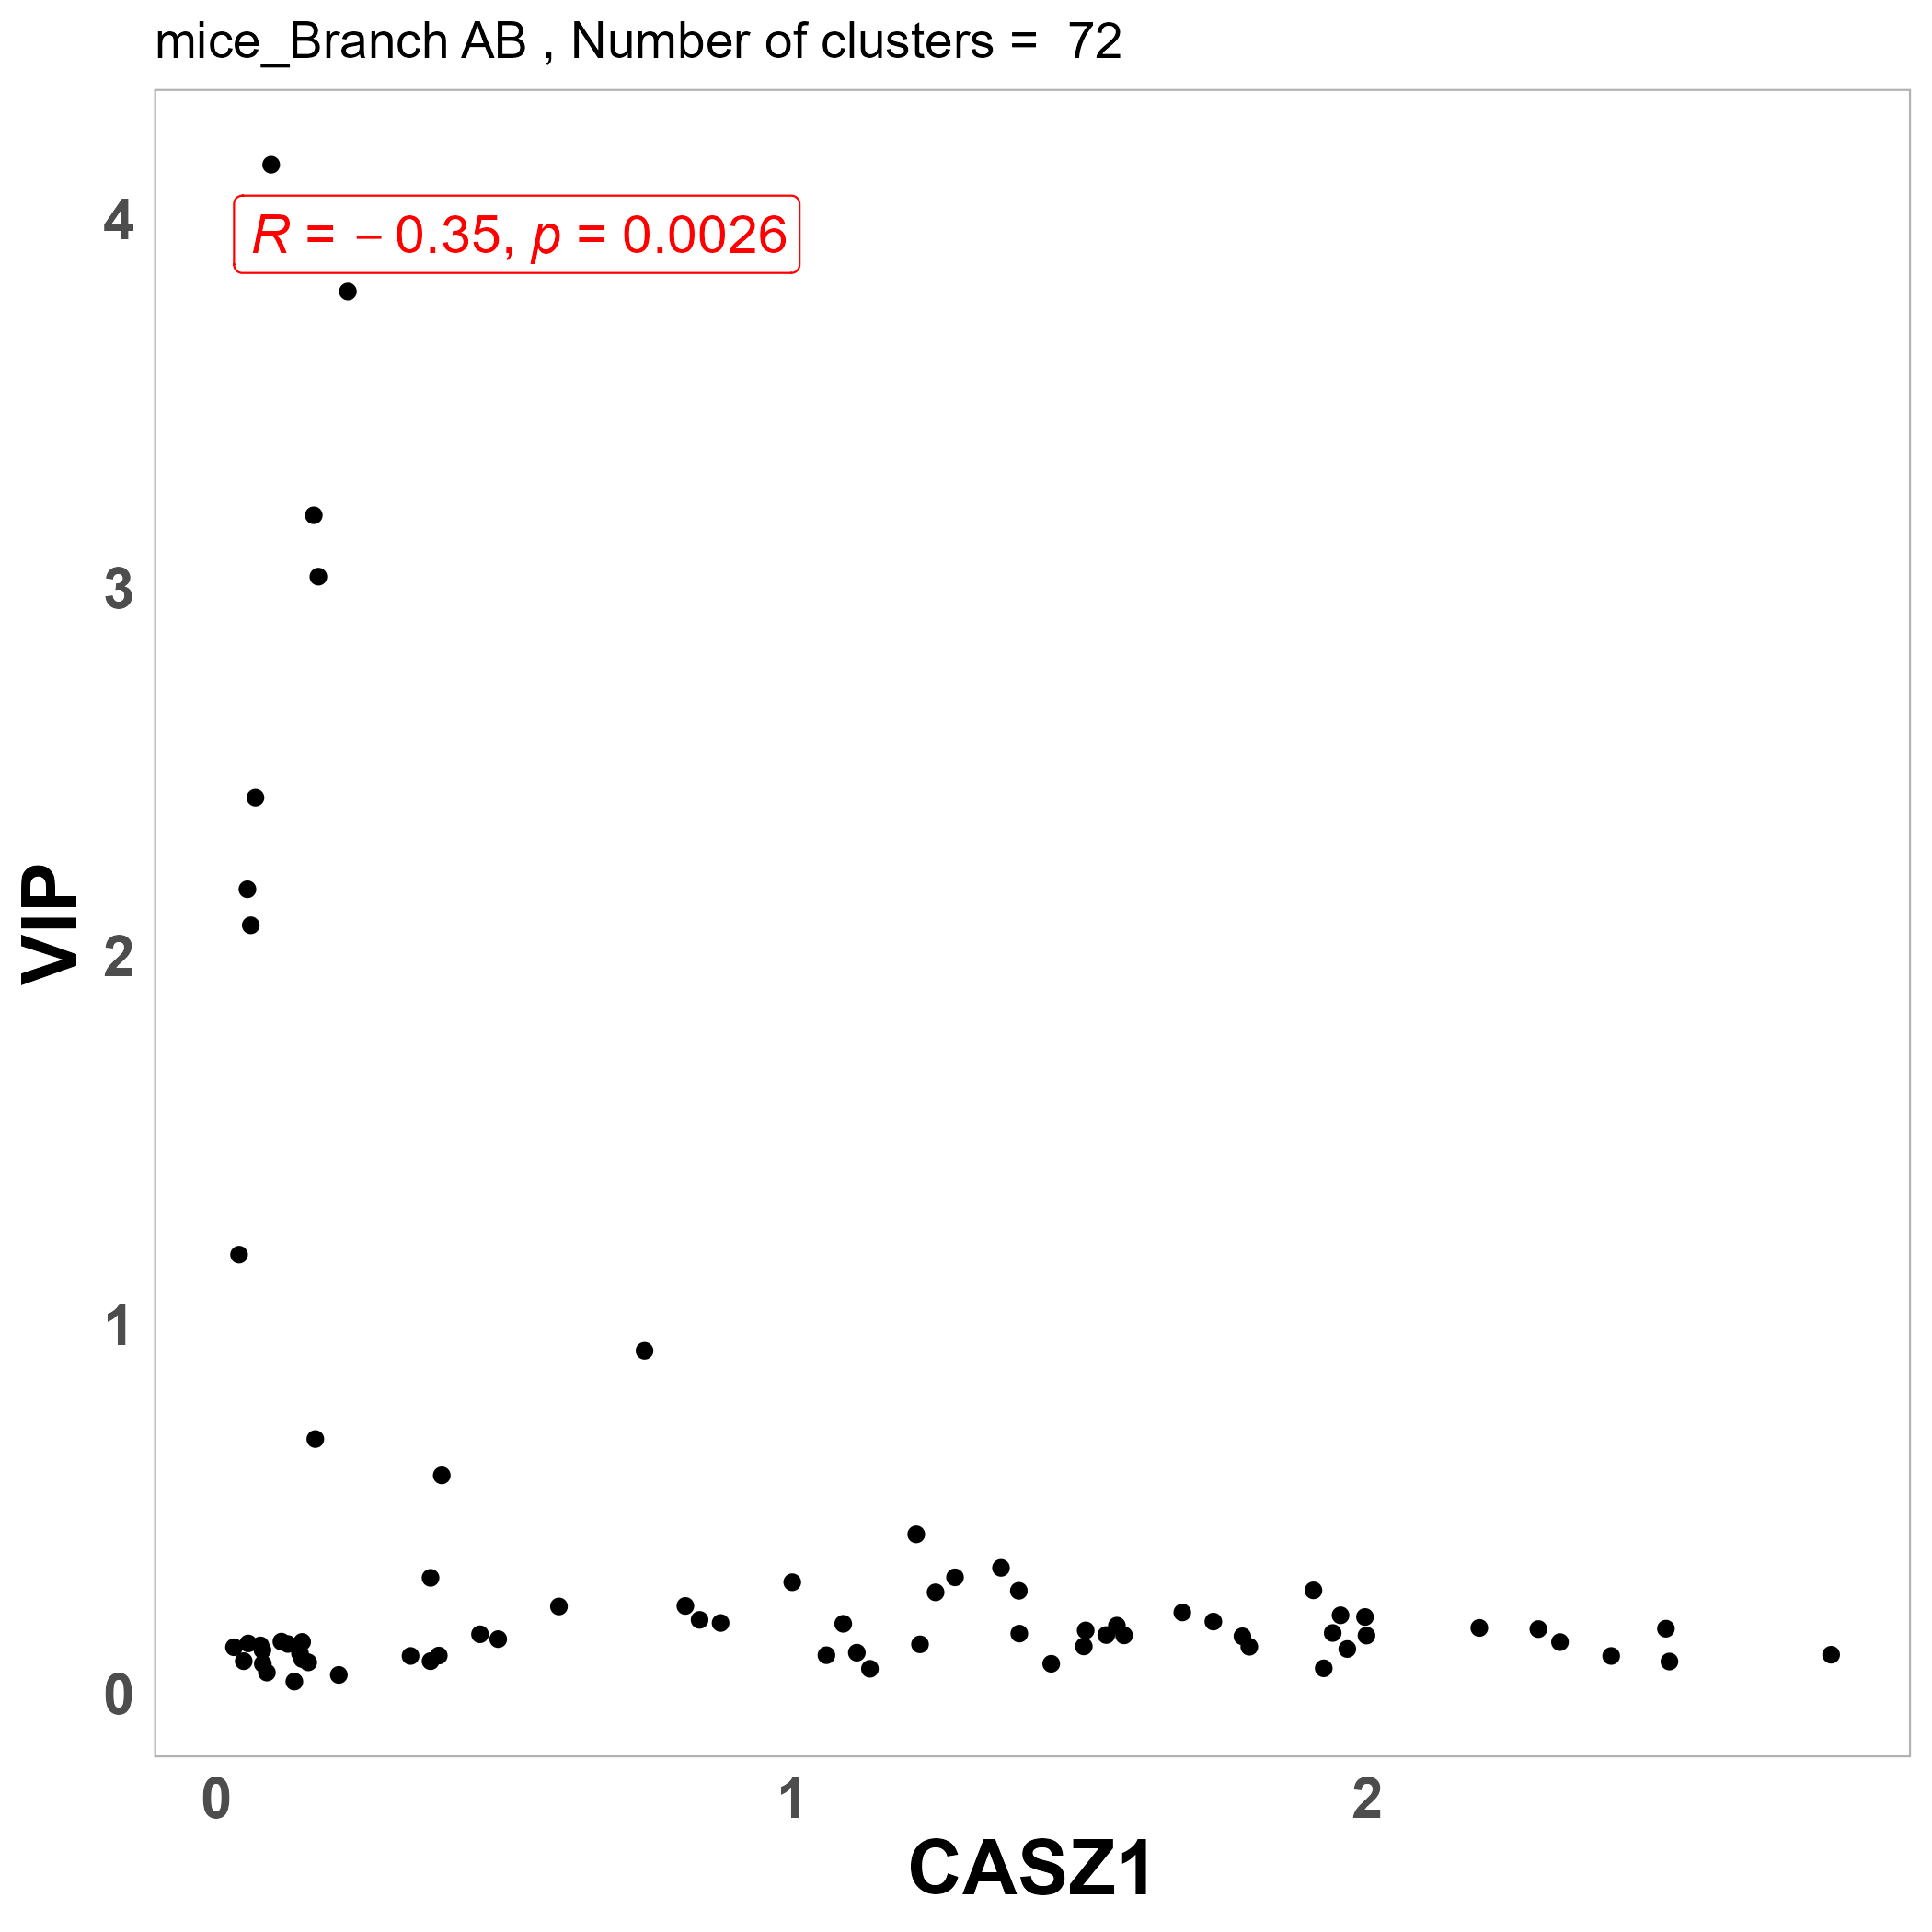 mice_Branch AB , Number of clusters =  72
R = – 0.35, p = 0.0026
4
3
2
1
0
VIP
0 1 2
CASZ1